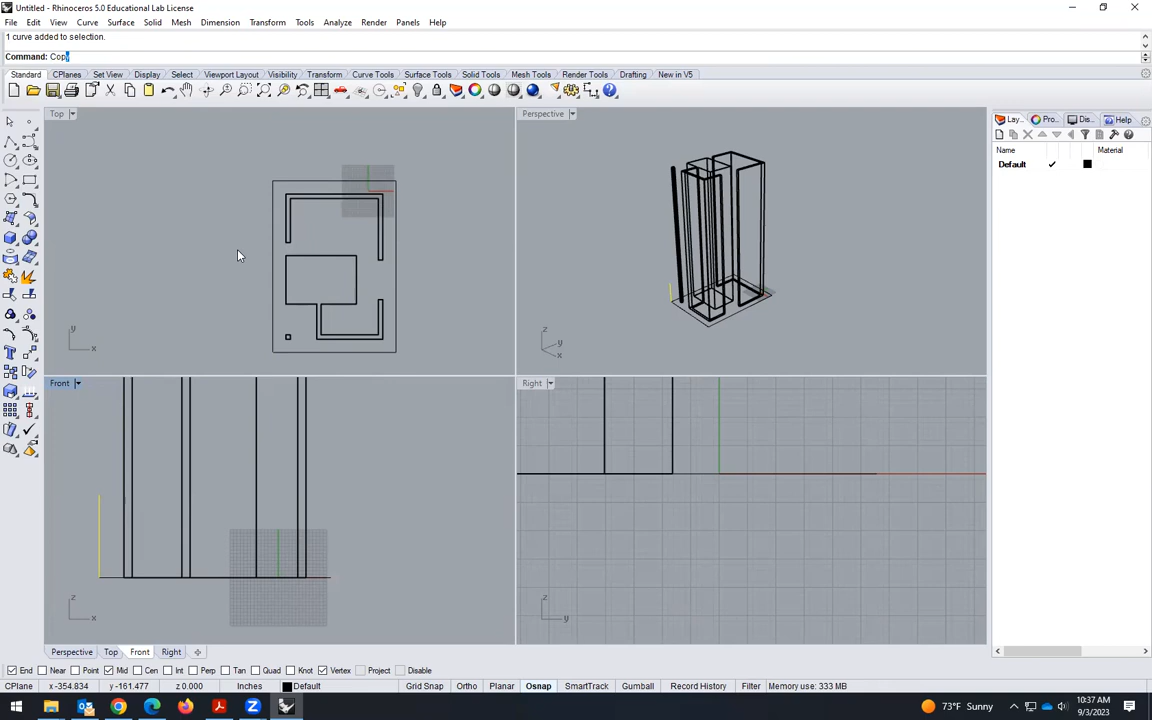 Untitled - Rhinoceros 5.0 Educational Lab License
File Edit View Curve Surface Solid Mesh Dimension Transform Tools Analyze Render Panels Help
1 curve added to selection.
Command: Copy
Standard CPlanes Set View Display Select Viewport Layout Visibility Transform Curve Tools Surface Tools Solid Tools Mesh Tools Render Tools Drafting New in V5
Top
Perspective
Lay... Pro... Dis... Help
Name Material
Default
y
x
z
y
x
Front
Right
z
x
z
y
Perspective Top Front Right
End Near Point Mid Cen Int Perp Tan Quad Knot Vertex Project Disable
CPlane x -354.834 y -161.477 z 0.000 Inches Default Grid Snap Ortho Planar Osnap SmartTrack Gumball Record History Filter Memory use: 333 MB
73°F Sunny
10:37 AM
9/3/2023